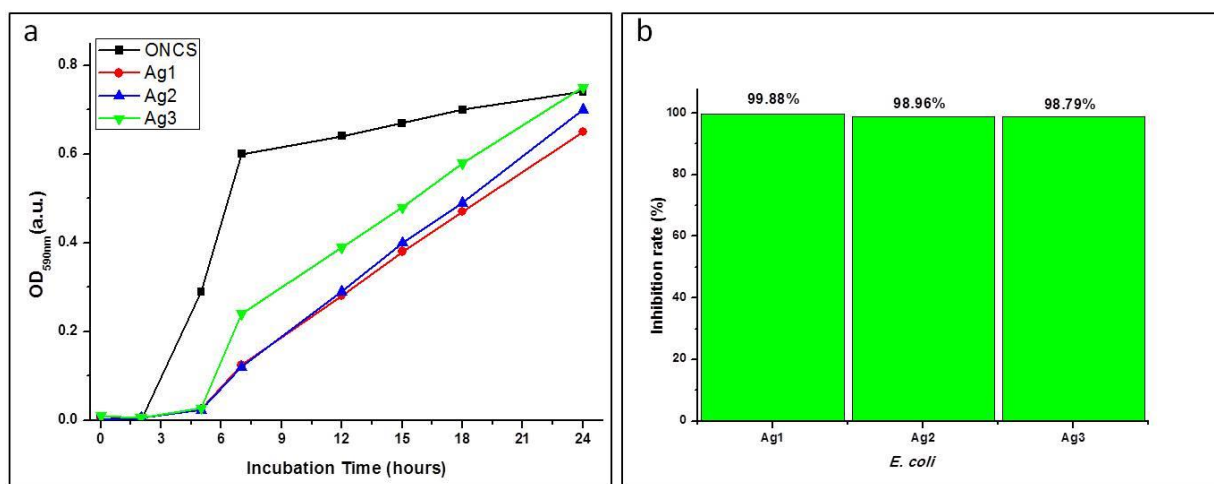 a
ONCS
Ag1
Ag2
Ag3
0.8
0.6
0.4
0.2
0.0
OD590nm(a.u.)
0 3 6 9 12 15 18 21 24
Incubation Time (hours)
b
99.88% 98.96% 98.79%
100
80
60
40
20
0
Inhibition rate (%)
Ag1 Ag2 Ag3
E. coli